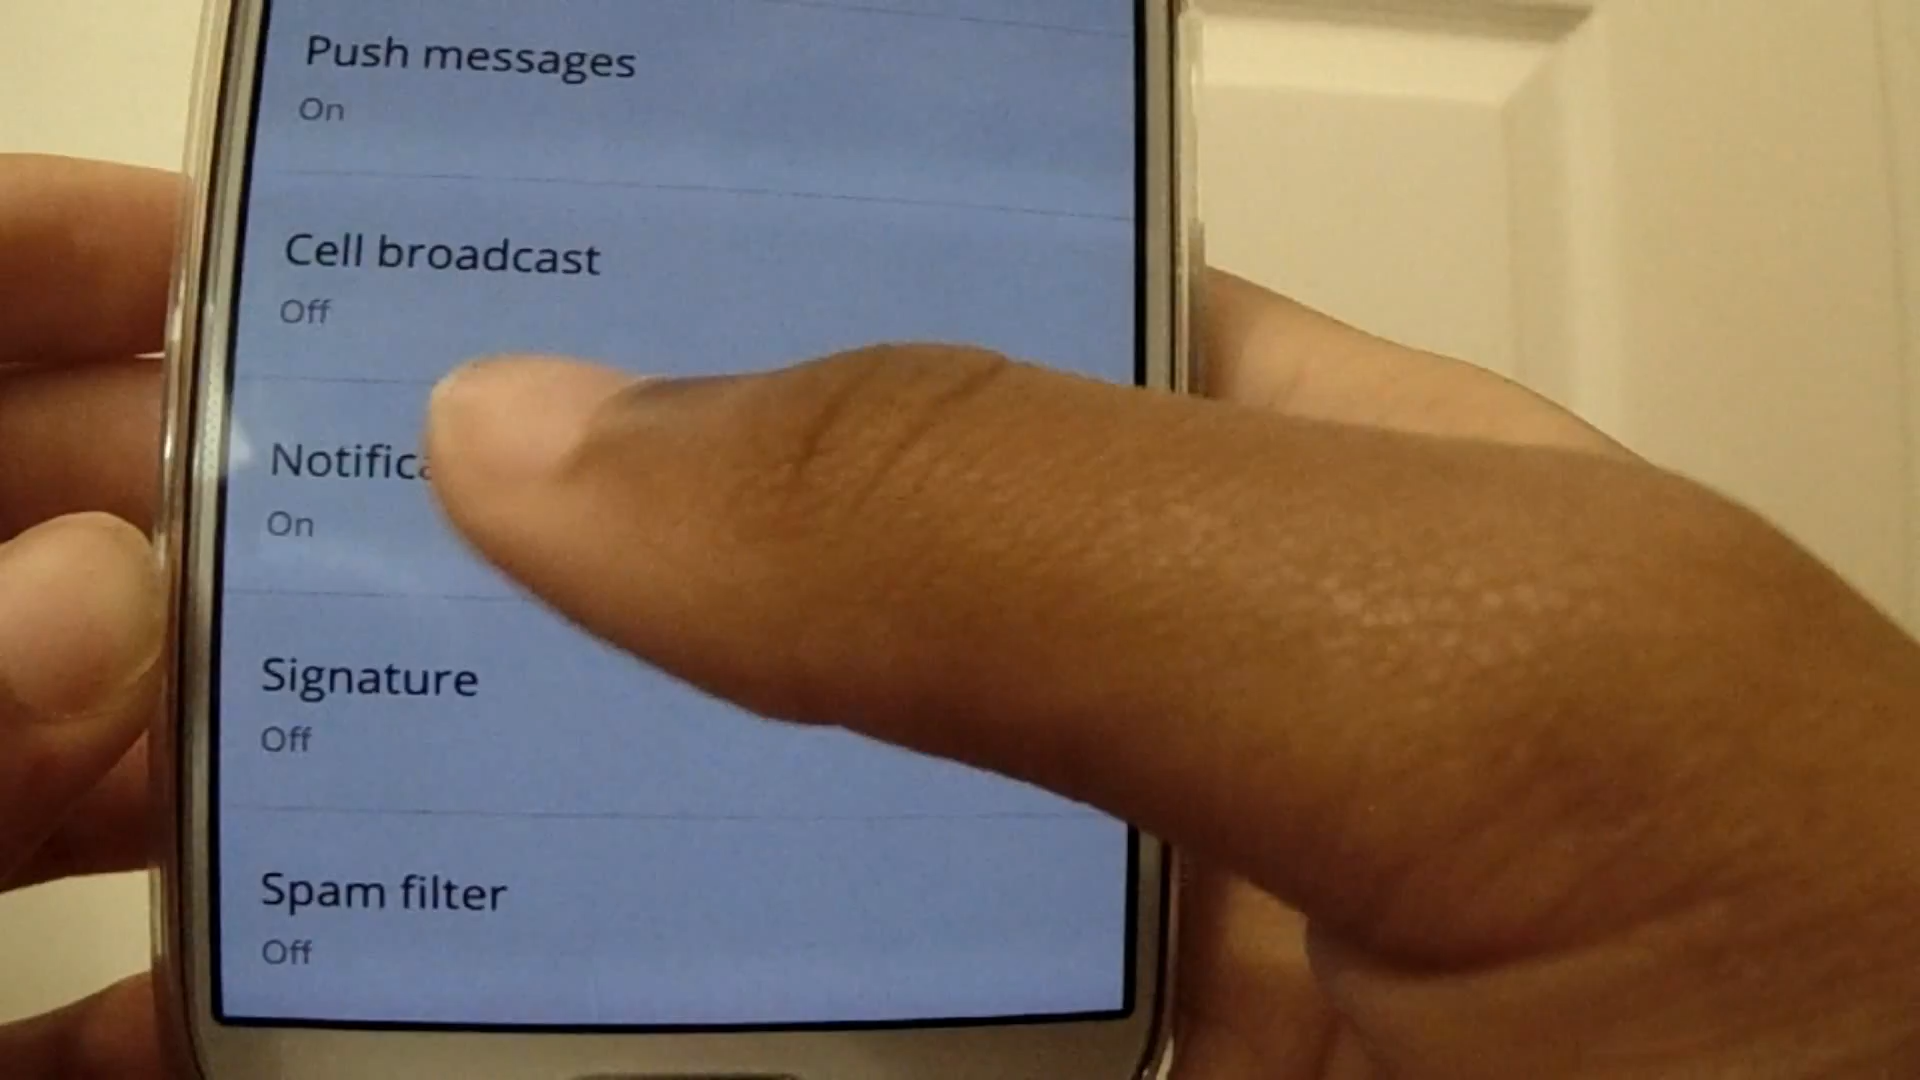 Push messages
On
Cell broadcast
Off
On
Signature
Off
Spam filter
Off